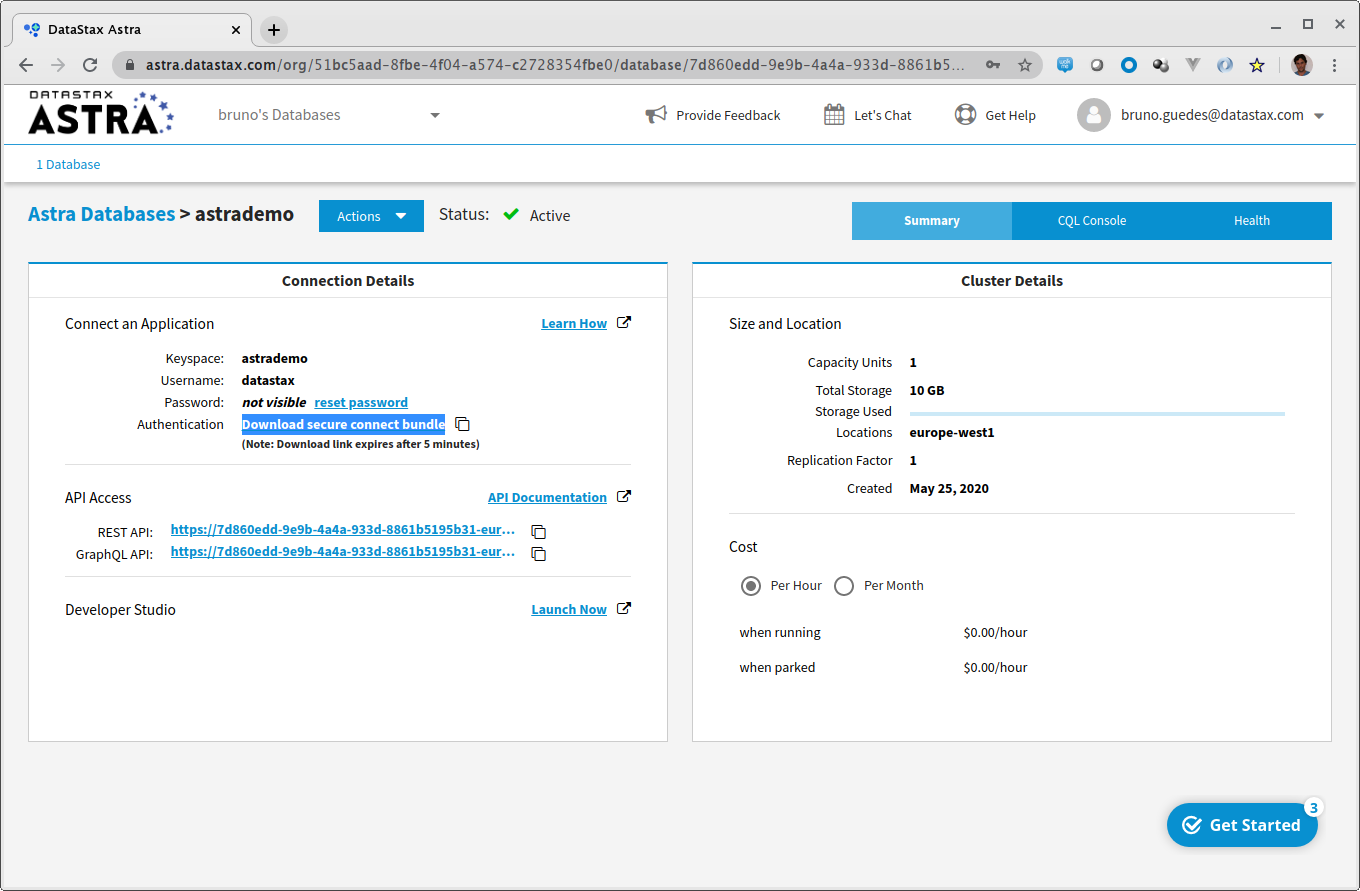 DataStax Astra
astra.datastax.com/org/51bc5aad-8fbe-4f04-a574-c2728354fbe0/database/7d860edd-9e9b-4a4a-933d-8861b5...
DATASTAX
ASTRA
bruno's Databases
Provide Feedback
Let's Chat
Get Help
bruno.guedes@datastax.com
1 Database
Astra Databases > astrademo
Actions
Status: Active
Summary
CQL Console
Health
Connection Details
Connect an Application
Learn How
Keyspace: astrademo
Username: datastax
Password: not visible reset password
Authentication Download secure connect bundle
(Note: Download link expires after 5 minutes)
API Access
API Documentation
REST API: https://7d860edd-9e9b-4a4a-933d-8861b5195b31-eur...
GraphQL API: https://7d860edd-9e9b-4a4a-933d-8861b5195b31-eur...
Developer Studio
Launch Now
Cluster Details
Size and Location
Capacity Units 1
Total Storage 10 GB
Storage Used
Locations europe-west1
Replication Factor 1
Created May 25, 2020
Cost
Per Hour
Per Month
when running $0.00/hour
when parked $0.00/hour
3
Get Started